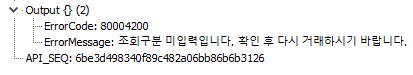 Output {} (2)
ErrorCode: 80004200
ErrorMessage: 조회구분 미입력입니다. 확인 후 다시 거래하시기 바랍니다.
API_SEQ: 6be3d498340f89c482a06bb86b6b3126